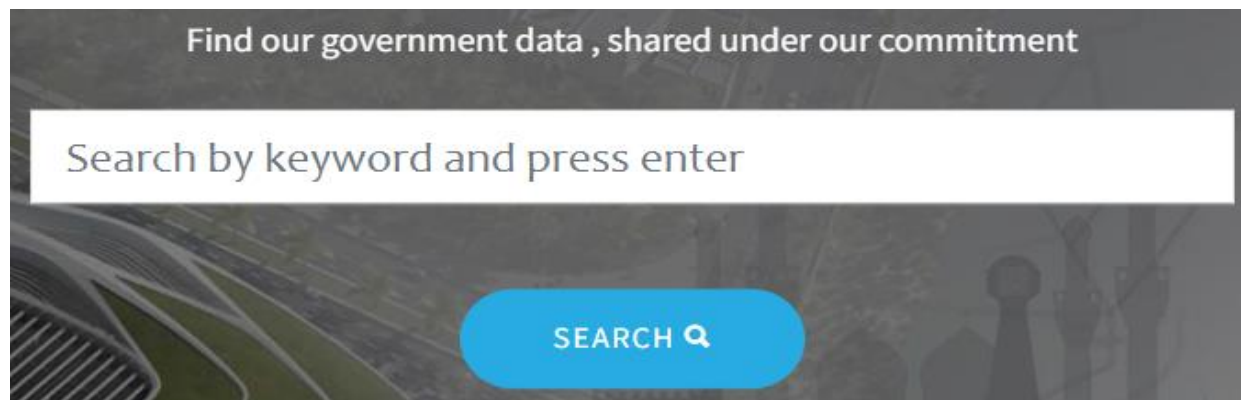 Find our government data , shared under our commitment
Search by keyword and press enter
SEARCH